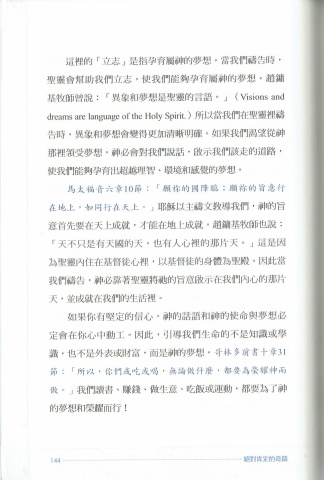 這裡的「立志」是指孕育屬神的夢想。當我們禱告時，
聖靈會幫助我們立志，使我們能夠孕育屬神的夢想。趙鏞
基牧師曾說：「異象和夢想是聖靈的言語。」（Visions and
dreams are language of the Holy Spirit.）所以當我們在聖靈裡禱
告時，異象和夢想會變得更加清晰明確。如果我們渴望從神
那裡領受夢想，神必會對我們說話，啟示我們該走的道路，
使我們能夠孕育出超越理智、環境和感覺的夢想。
馬太福音六章10節：「願祢的國降臨；願祢的旨意行
在地上，如同行在天上。」耶穌以主禱文教導我們，神的旨
意首先要在天上成就，才能在地上成就。趙鏞基牧師也說：
「天不只是有天國的天，也有人心裡的那片天。」這是因
為聖靈內住在基督徒心裡，以基督徒的身體為聖殿。因此當
我們禱告，神必靠著聖靈將祂的旨意啟示在我們內心的那片
天，並成就在我們的生活裡。
如果你有堅定的信心，神的話語和神的使命與夢想必
定會在你心中動工。因此，引導我們生命的不是知識或學
識，也不是外表或財富，而是神的夢想。哥林多前書十章31
節：「所以，你們或吃或喝，無論做什麼，都要為榮耀神而
做。」我們讀書、賺錢、做生意、吃飯或運動，都要為了神
的夢想和榮耀而行！
144
絕對肯定的奇蹟